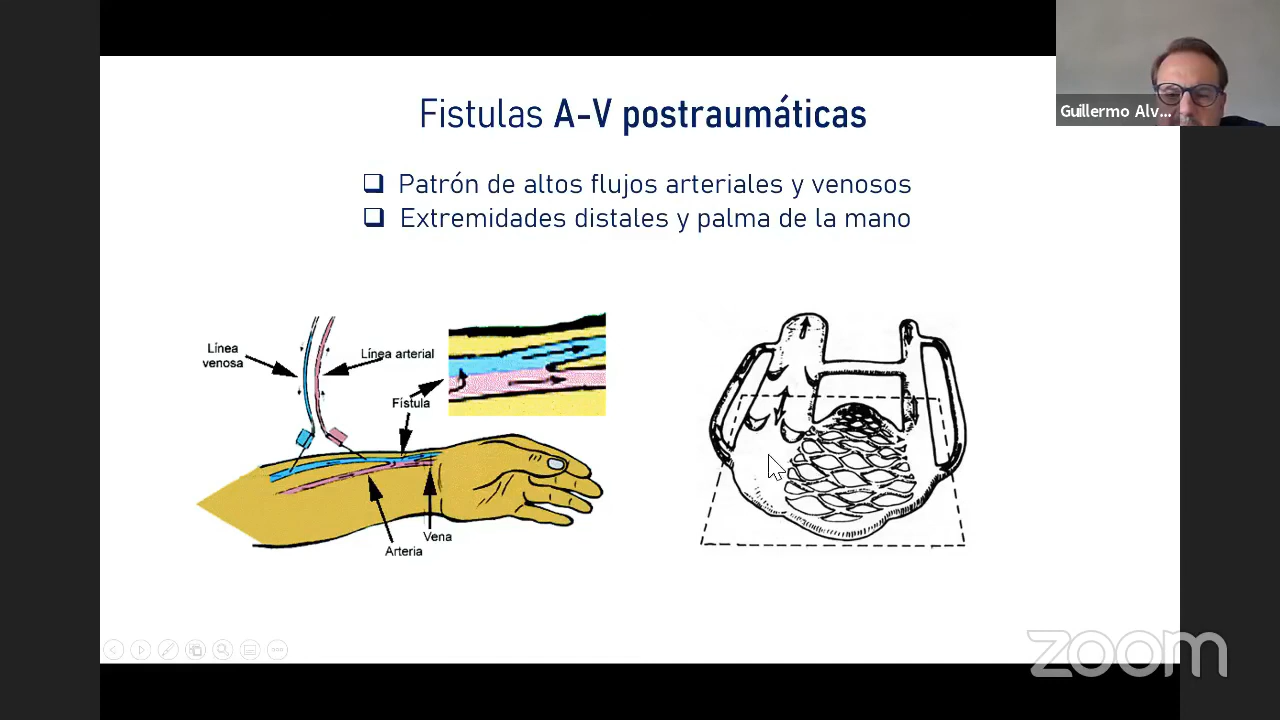 Guillermo Alv...
Fistulas A-V postraumáticas
Patrón de altos flujos arteriales y venosos
Extremidades distales y palma de la mano
Línea
venosa
Línea arterial
Fístula
Vena
Arteria
zoom